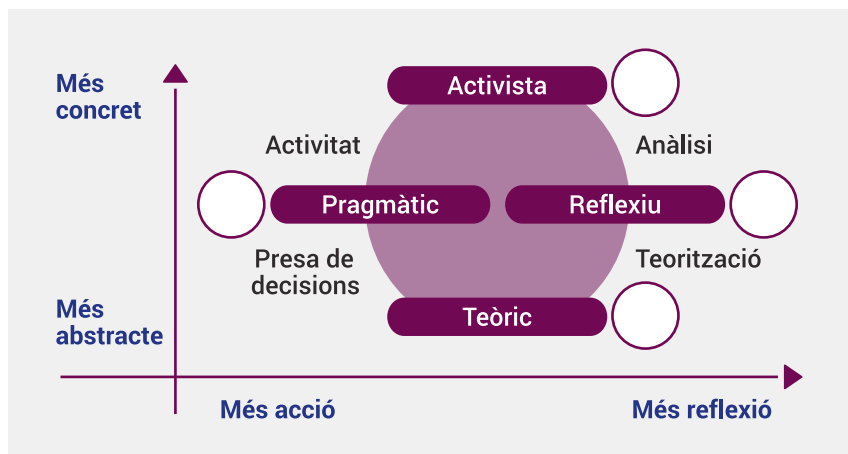 Més
concret
Activista
Activitat
Anàlisi
Pragmàtic
Reflexiu
Presa de
decisions
Teorització
Més
abstracte
Teòric
Més acció
Més reflexió